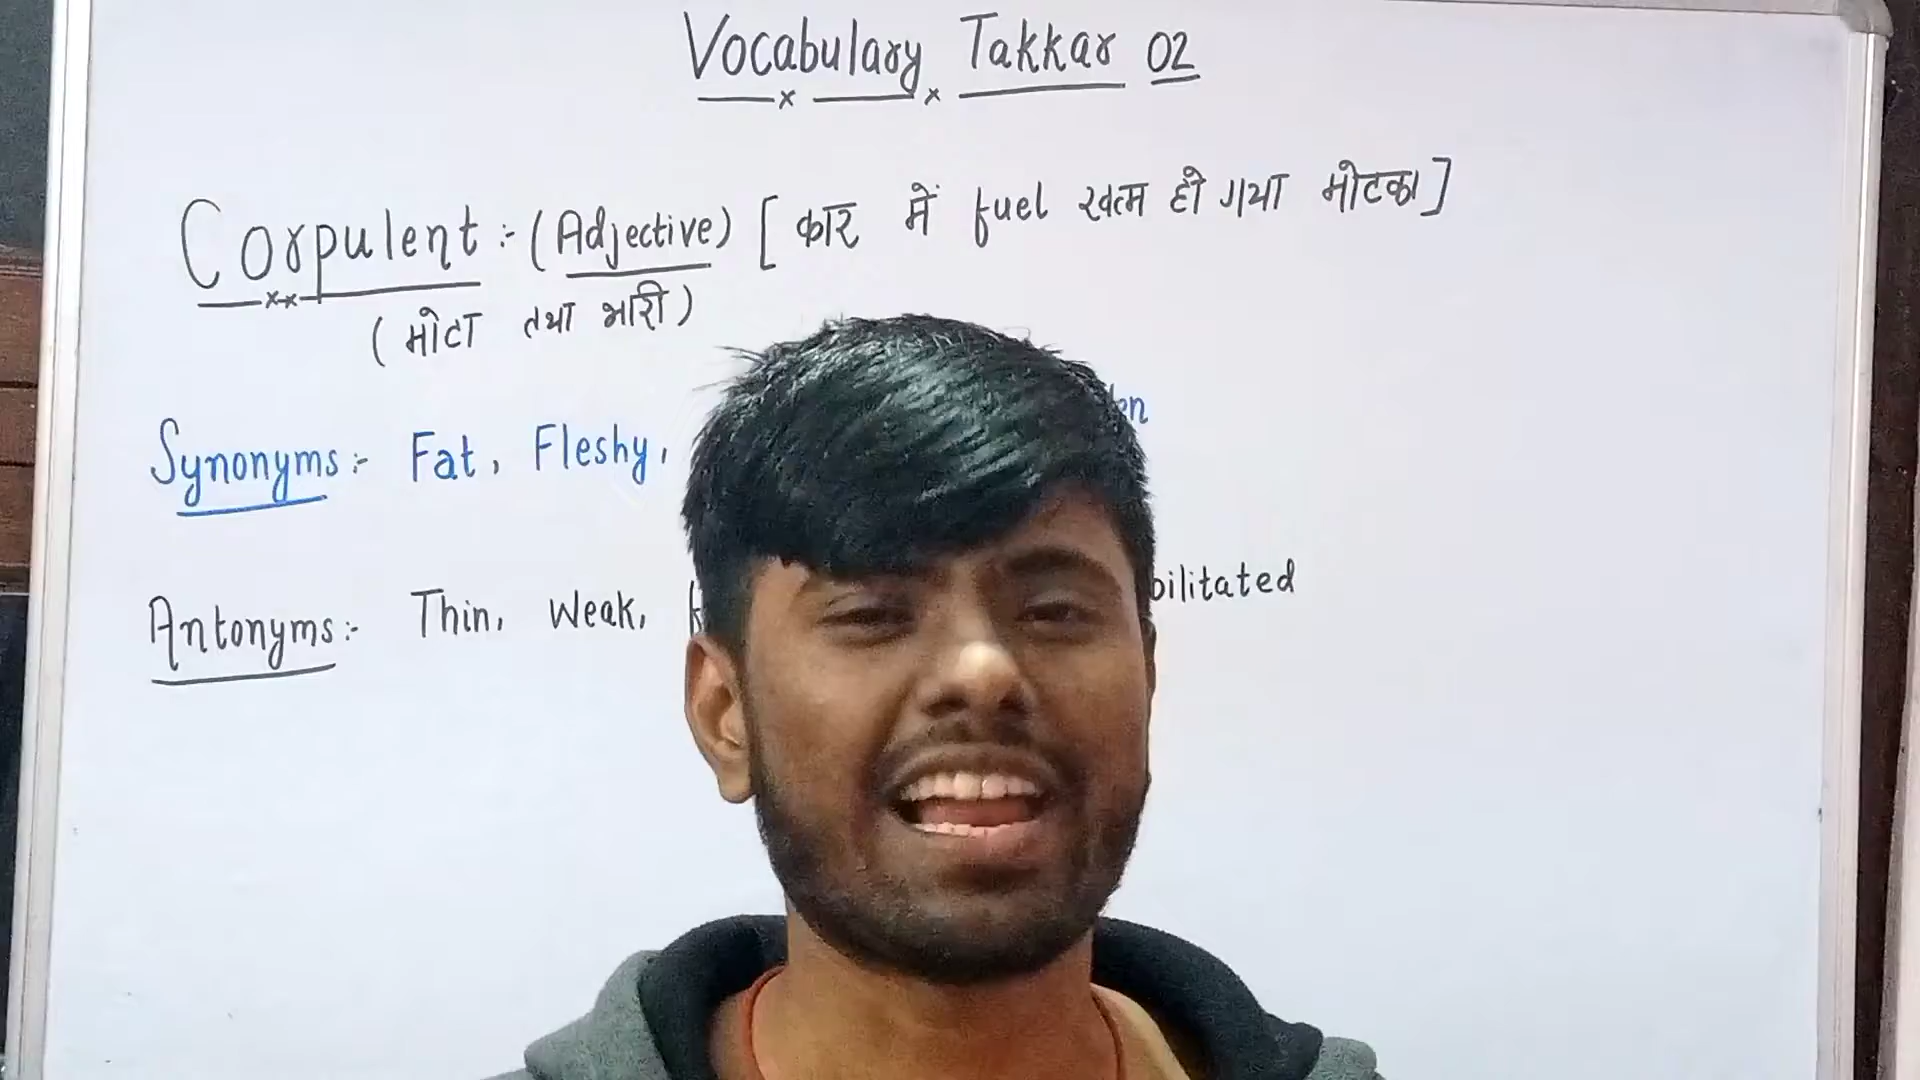 Vocabulary Takkar 02
Corpulent :- (Adjective) [कार में fuel खत्म हो गया मोटका]
(मोटा तथा भारी)
Synonyms :- Fat, Fleshy,
Antonyms :- Thin, Weak,